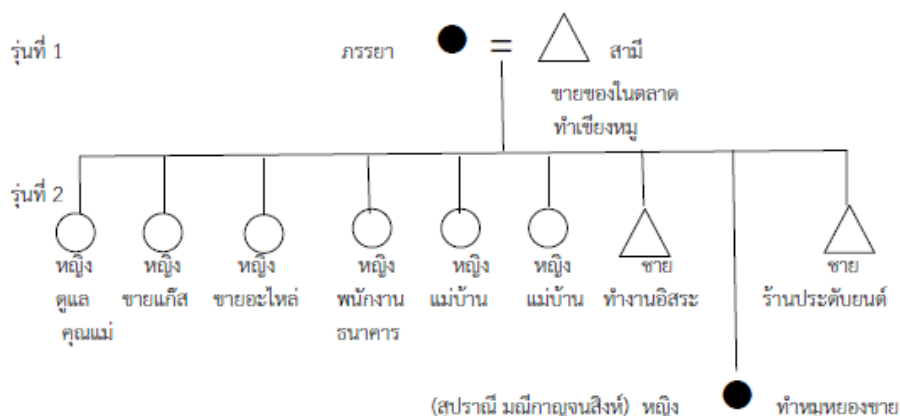 รุ่นที่ 1 ภรรยา = สามี
ขายของในตลาด
ทำเขียงหมู
รุ่นที่ 2
หญิง หญิง หญิง หญิง หญิง หญิง ชาย ชาย
ดูแล ขายแก๊ส ขายอะไหล่ พนักงาน แม่บ้าน แม่บ้าน ทำงานอิสระ ร้านประดับยนต์
คุณแม่ ธนาคาร
(สปราณี มณีกาญจนสิงห์) หญิง ทำหมูหยองขาย